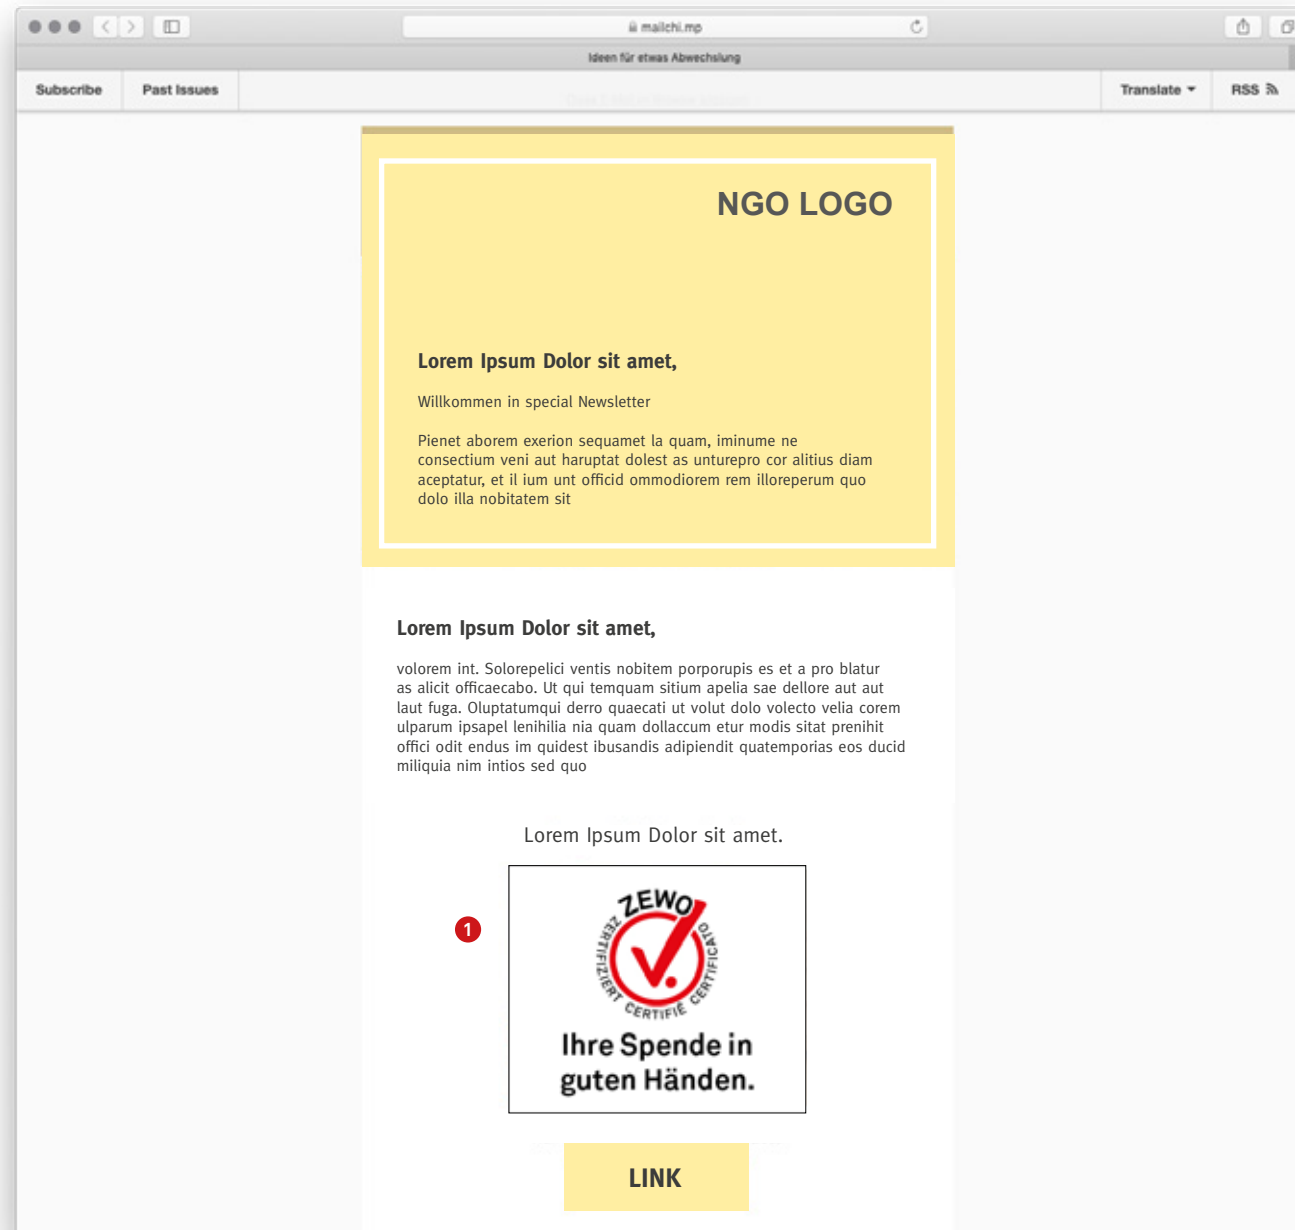 mailchi.mp
Ideen für etwas Abwechslung
Subscribe
Past Issues
Translate
RSS
NGO LOGO
Lorem Ipsum Dolor sit amet,
Willkommen in special Newsletter
Pienet aborem exerion sequamet la quam, iminume ne
consectium veni aut haruptat dolest as unturepro cor alitius diam
aceptatur, et il ium unt officid ommodiorem rem illoreperum quo
dolo illa nobitatem sit
Lorem Ipsum Dolor sit amet,
volorem int. Solorepelici ventis nobitem porporupis es et a pro blatur
as alicit officaecabo. Ut qui temquam sitium apelia sae dellore aut aut
laut fuga. Oluptatumqui derro quaecati ut volut dolo volecto velia corem
ulparum ipsapel lenihilia nia quam dollaccum etur modis sitat prenihit
offici odit endus im quidest ibusandis adipiendit quatemporias eos ducid
miliquia nim intios sed quo
Lorem Ipsum Dolor sit amet.
1
ZEWO
ZERTIFIZIERT CERTIFIÉ CERTIFICATO
Ihre Spende in
guten Händen.
LINK